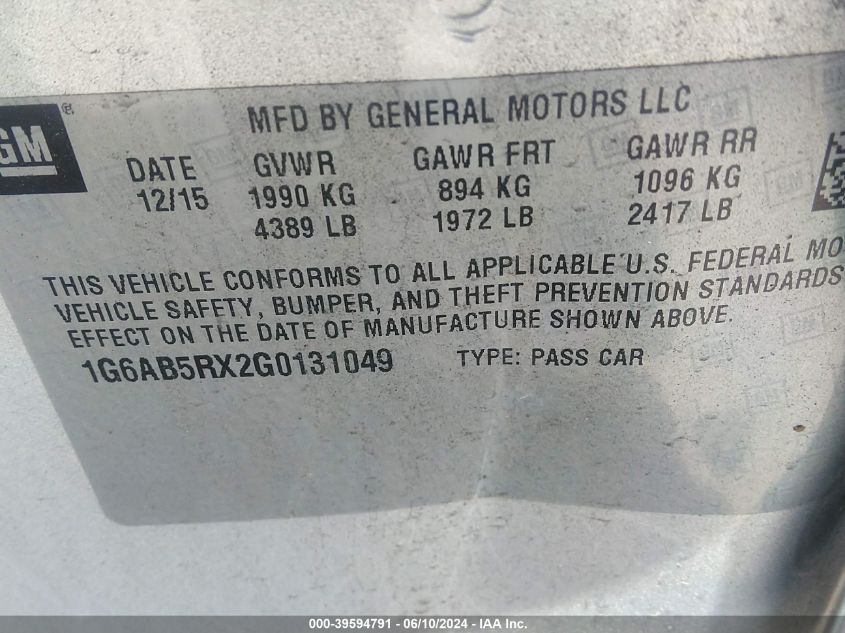 GM ®
MFD BY GENERAL MOTORS LLC
DATE GVWR GAWR FRT GAWR RR
12/15 1990 KG 894 KG 1096 KG
4389 LB 1972 LB 2417 LB
THIS VEHICLE CONFORMS TO ALL APPLICABLE U.S. FEDERAL MO
VEHICLE SAFETY, BUMPER, AND THEFT PREVENTION STANDARDS
EFFECT ON THE DATE OF MANUFACTURE SHOWN ABOVE.
1G6AB5RX2G0131049 TYPE: PASS CAR
000-39594791 - 06/10/2024 - IAA Inc.